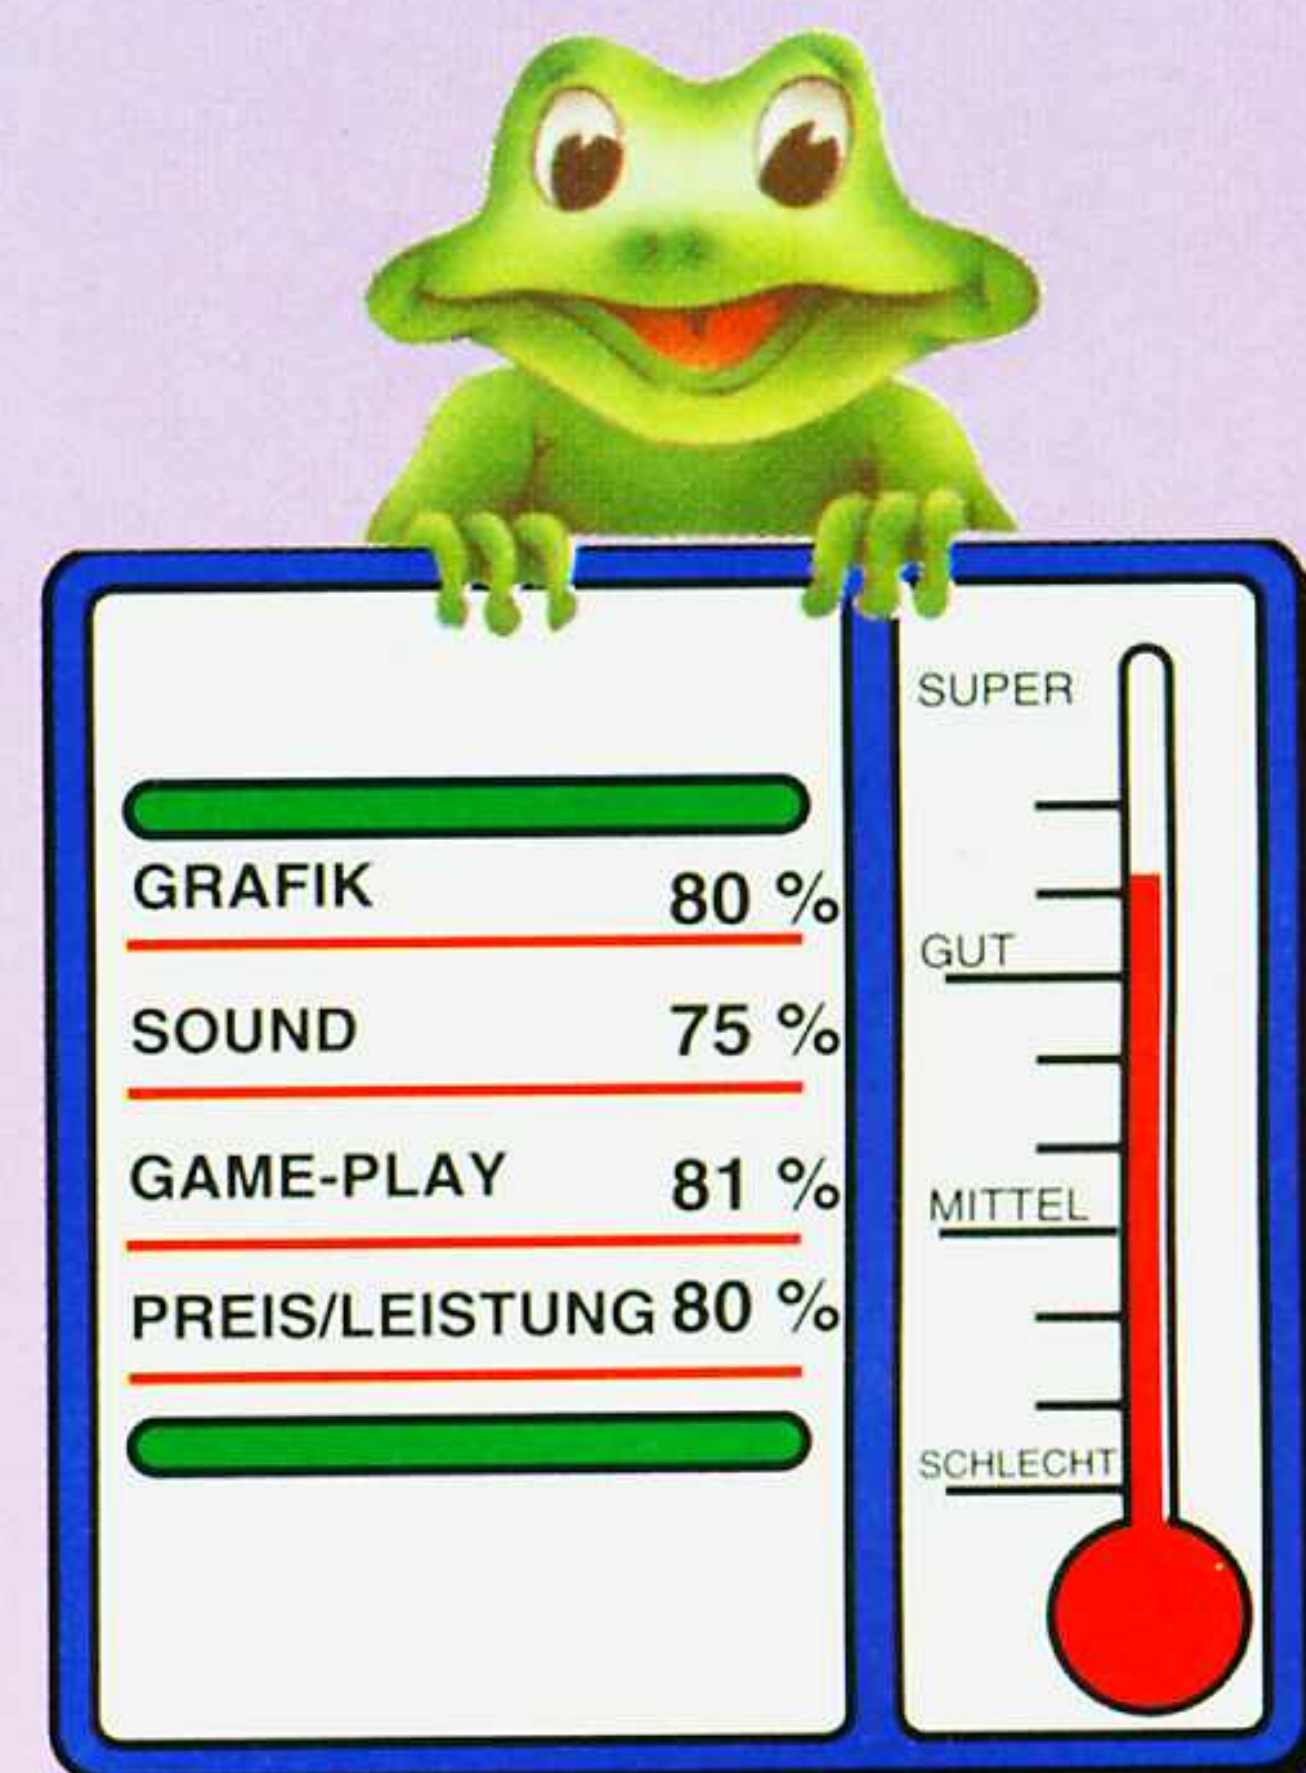 GRAFIK 80 %
SOUND 75 %
GAME-PLAY 81 %
PREIS/LEISTUNG 80 %
SUPER
GUT
MITTEL
SCHLECHT